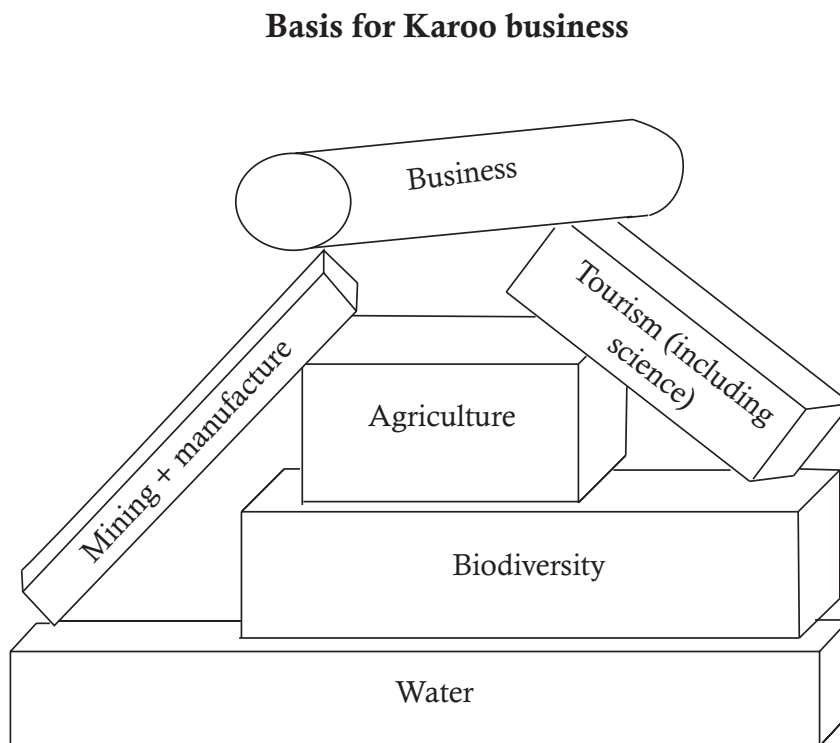 Basis for Karoo business
Business
Tourism (including
science)
Mining + manufacture
Agriculture
Biodiversity
Water